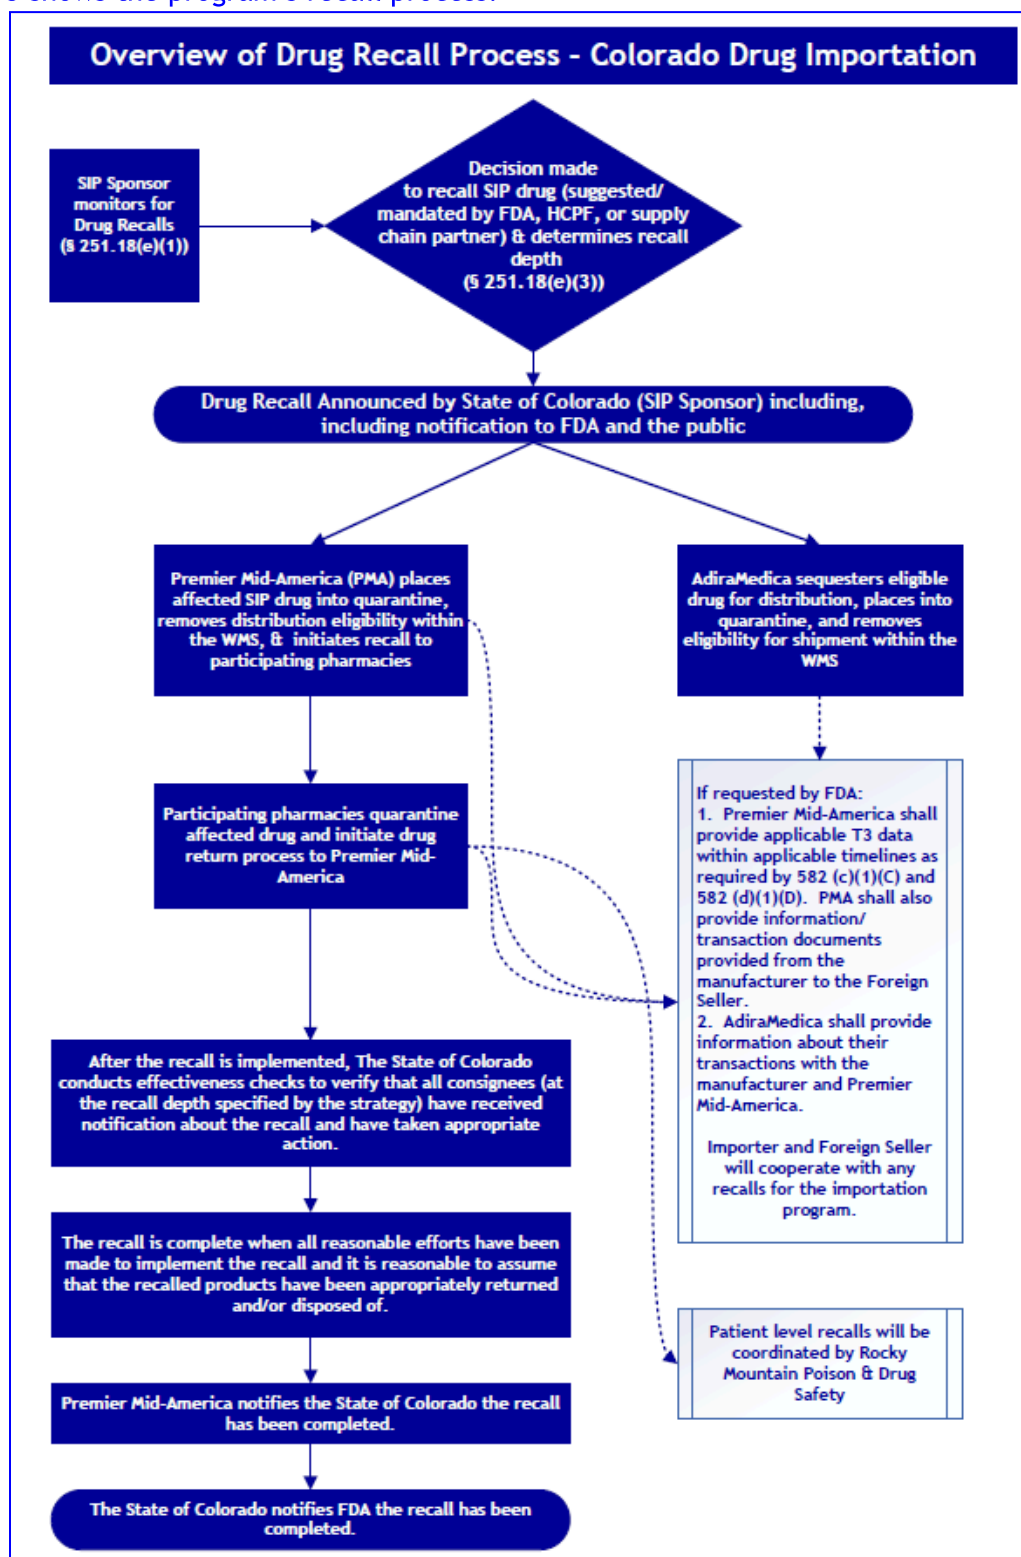 s shows the program's recall process.
Overview of Drug Recall Process - Colorado Drug Importation
SIP Sponsor
monitors for
Drug Recalls
(§ 251.18(e)(1))
Decision made
to recall SIP drug (suggested/
mandated by FDA, HCPF, or supply
chain partner) & determines recall
depth
(§ 251.18(e)(3))
Drug Recall Announced by State of Colorado (SIP Sponsor) including,
including notification to FDA and the public
Premier Mid-America (PMA) places
affected SIP drug into quarantine,
removes distribution eligibility within
the WMS, & initiates recall to
participating pharmacies
AdiraMedica sequesters eligible
drug for distribution, places into
quarantine, and removes
eligibility for shipment within the
WMS
Participating pharmacies quarantine
affected drug and initiate drug
return process to Premier Mid-
America
If requested by FDA:
1. Premier Mid-America shall
provide applicable T3 data
within applicable timelines as
required by 582 (c)(1)(C) and
582 (d)(1)(D). PMA shall also
provide information/
transaction documents
provided from the
manufacturer to the Foreign
Seller.
2. AdiraMedica shall provide
information about their
transactions with the
manufacturer and Premier
Mid-America.
Importer and Foreign Seller
will cooperate with any
recalls for the importation
program.
After the recall is implemented, The State of Colorado
conducts effectiveness checks to verify that all consignees (at
the recall depth specified by the strategy) have received
notification about the recall and have taken appropriate
action.
The recall is complete when all reasonable efforts have been
made to implement the recall and it is reasonable to assume
that the recalled products have been appropriately returned
and/or disposed of.
Patient level recalls will be
coordinated by Rocky
Mountain Poison & Drug
Safety
Premier Mid-America notifies the State of Colorado the recall
has been completed.
The State of Colorado notifies FDA the recall has been
completed.